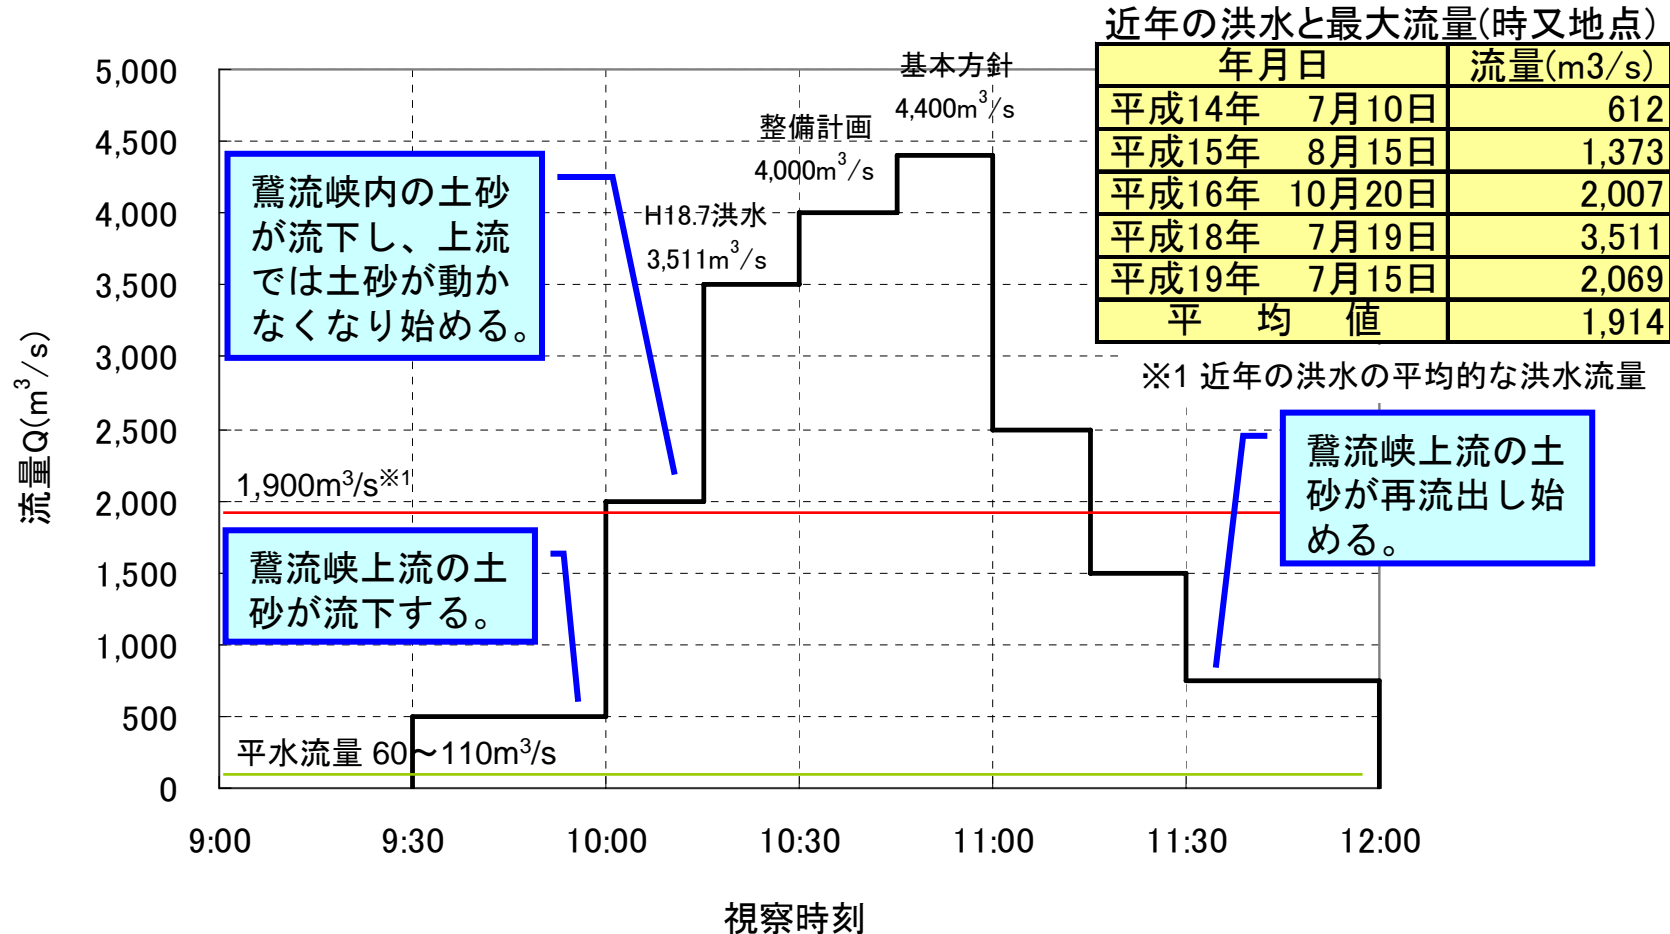 近年の洪水と最大流量(時又地点)
年月日 流量(m3/s)
平成14年 7月10日 612
平成15年 8月15日 1,373
平成16年 10月20日 2,007
平成18年 7月19日 3,511
平成19年 7月15日 2,069
平均値 1,914
※1 近年の洪水の平均的な洪水流量
基本方針
4,400m³/s
整備計画
4,000m³/s
H18.7洪水
3,511m³/s
鵞流峡内の土砂
が流下し、上流
では土砂が動か
なくなり始める。
1,900m³/s※1
鵞流峡上流の土
砂が流下する。
鵞流峡上流の土
砂が再流出し始
める。
平水流量 60～110m³/s
流量Q(m³/s)
5,000
4,500
4,000
3,500
3,000
2,500
2,000
1,500
1,000
500
0
9:00 9:30 10:00 10:30 11:00 11:30 12:00
視察時刻